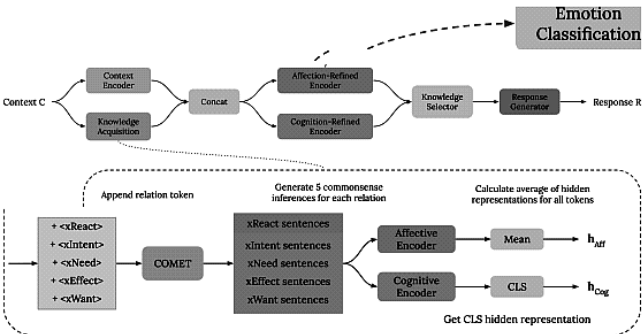 Emotion
Classification
Context
Encoder
Affection-Refined
Encoder
Context C
Concat
Knowledge
Selector
Response
Generator
Response R
Knowledge
Acquisition
Cognition-Refined
Encoder
Append relation token
Generate 5 commonsense
inferences for each relation
Calculate average of hidden
representations for all tokens
+ <xReact>
+ <xIntent>
+ <xNeed>
+ <xEffect>
+ <xWant>
COMET
xReact sentences
xIntent sentences
xNeed sentences
xEffect sentences
xWant sentences
Affective
Encoder
Mean
hAff
Cognitive
Encoder
CLS
hCog
Get CLS hidden representation